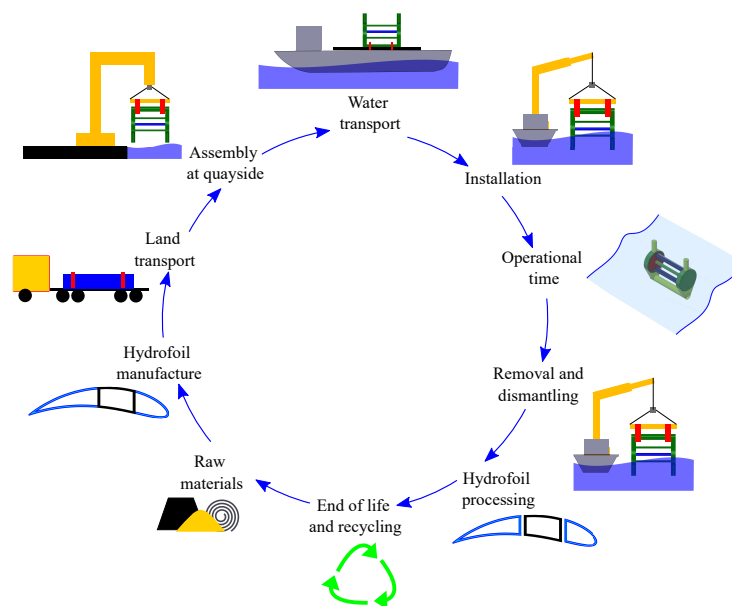 Water
transport
Assembly
at quayside
Installation
Land
transport
Operational
time
Hydrofoil
manufacture
Removal and
dismantling
Raw
materials
Hydrofoil
processing
End of life
and recycling